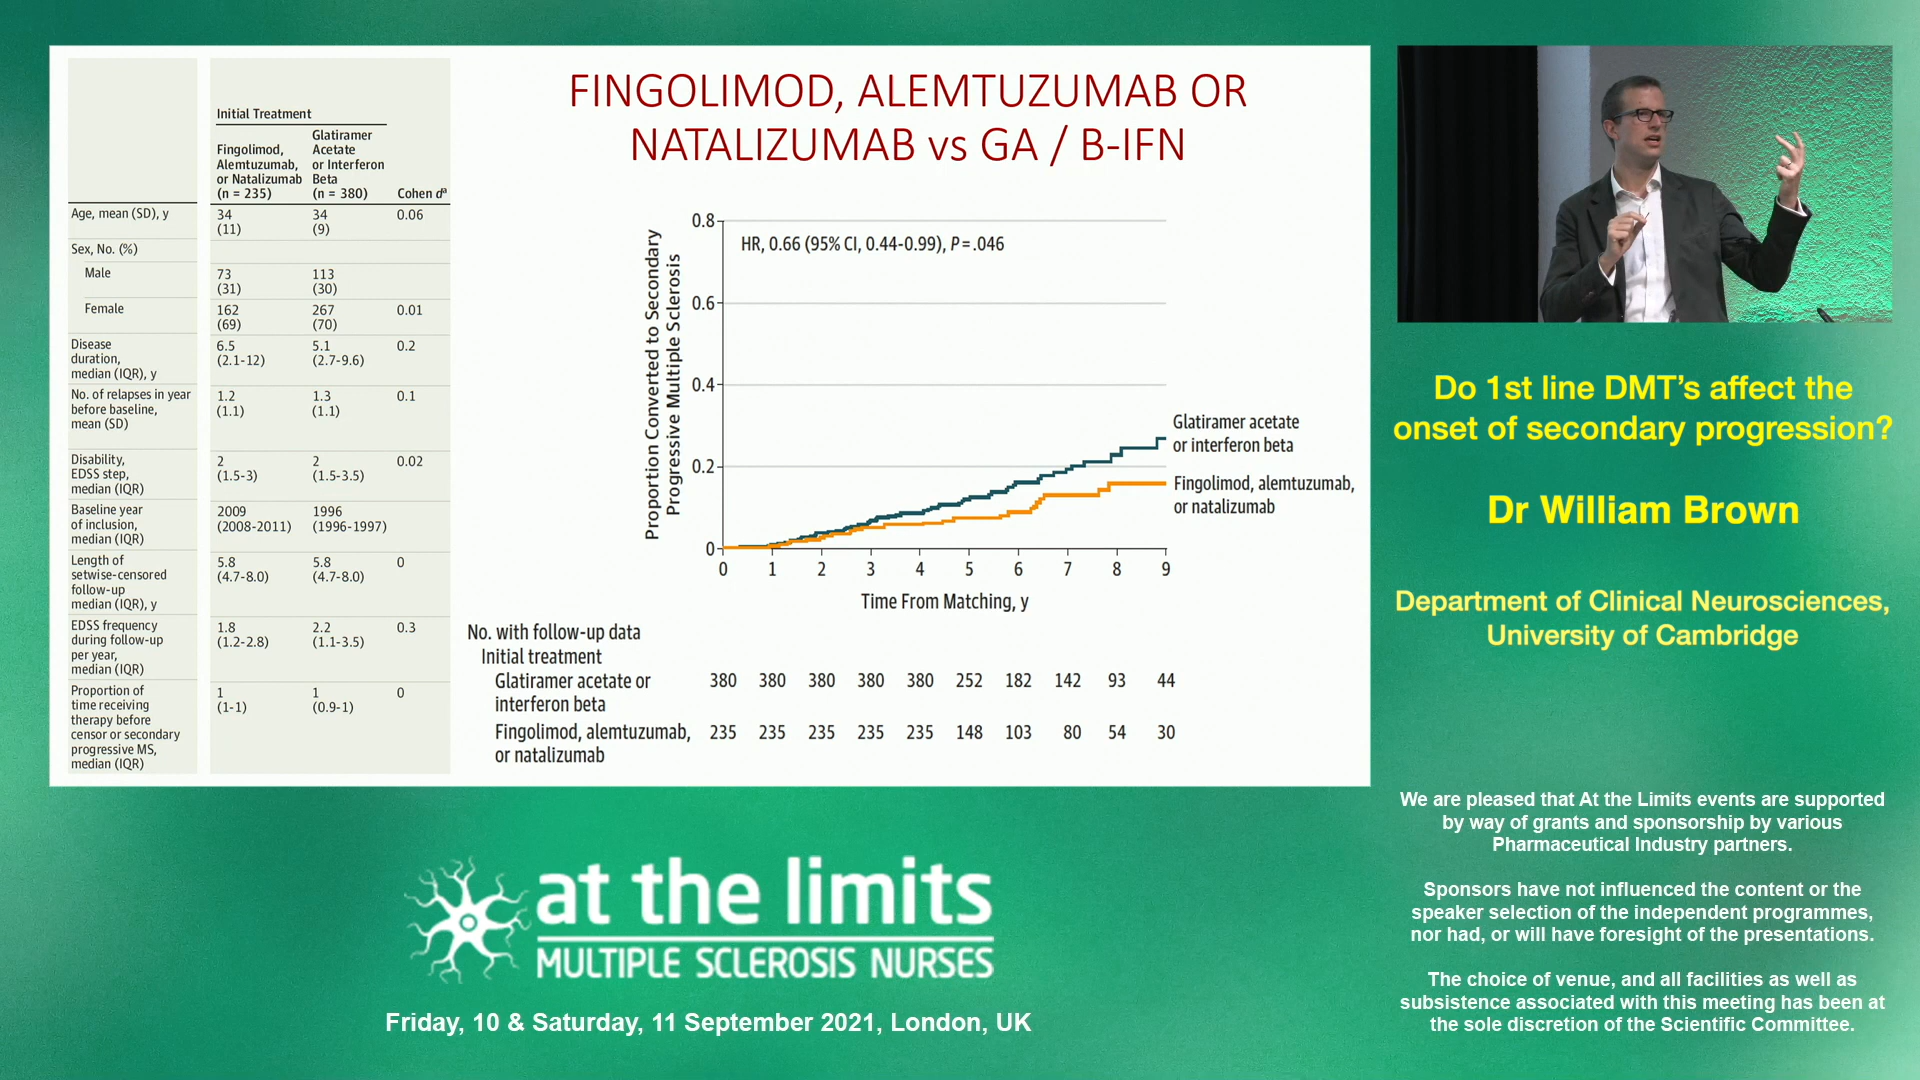 FINGOLIMOD, ALEMTUZUMAB OR
NATALIZUMAB vs GA / B-IFN
Initial Treatment
Fingolimod,
Alemtuzumab,
or Natalizumab
(n = 235)
Glatiramer
Acetate
or Interferon
Beta
(n = 380)
Cohen dª
Age, mean (SD), y
34
(11)
34
(9)
0.06
Sex, No. (%)
Male
73
(31)
113
(30)
Female
162
(69)
267
(70)
0.01
Disease
duration,
median (IQR), y
6.5
(2.1-12)
5.1
(2.7-9.6)
0.2
No. of relapses in year
before baseline,
mean (SD)
1.2
(1.1)
1.3
(1.1)
0.1
Disability,
EDSS step,
median (IQR)
2
(1.5-3)
2
(1.5-3.5)
0.02
Baseline year
of inclusion,
median (IQR)
2009
(2008-2011)
1996
(1996-1997)
Length of
setwise-censored
follow-up
median (IQR), y
5.8
(4.7-8.0)
5.8
(4.7-8.0)
0
EDSS frequency
during follow-up
per year,
median (IQR)
1.8
(1.2-2.8)
2.2
(1.1-3.5)
0.3
Proportion of
time receiving
therapy before
censor or secondary
progressive MS,
median (IQR)
1
(1-1)
1
(0.9-1)
0
Proportion Converted to Secondary
Progressive Multiple Sclerosis
0.8
0.6
0.4
0.2
0
HR, 0.66 (95% CI, 0.44-0.99), P = .046
Glatiramer acetate
or interferon beta
Fingolimod, alemtuzumab,
or natalizumab
0 1 2 3 4 5 6 7 8 9
Time From Matching, y
No. with follow-up data
Initial treatment
Glatiramer acetate or
interferon beta
380 380 380 380 380 252 182 142 93 44
Fingolimod, alemtuzumab,
or natalizumab
235 235 235 235 235 148 103 80 54 30
Do 1st line DMT's affect the
onset of secondary progression?
Dr William Brown
Department of Clinical Neurosciences,
University of Cambridge
We are pleased that At the Limits events are supported
by way of grants and sponsorship by various
Pharmaceutical Industry partners.
Sponsors have not influenced the content or the
speaker selection of the independent programmes,
nor had, or will have foresight of the presentations.
The choice of venue, and all facilities as well as
subsistence associated with this meeting has been at
the sole discretion of the Scientific Committee.
at the limits
MULTIPLE SCLEROSIS NURSES
Friday, 10 & Saturday, 11 September 2021, London, UK